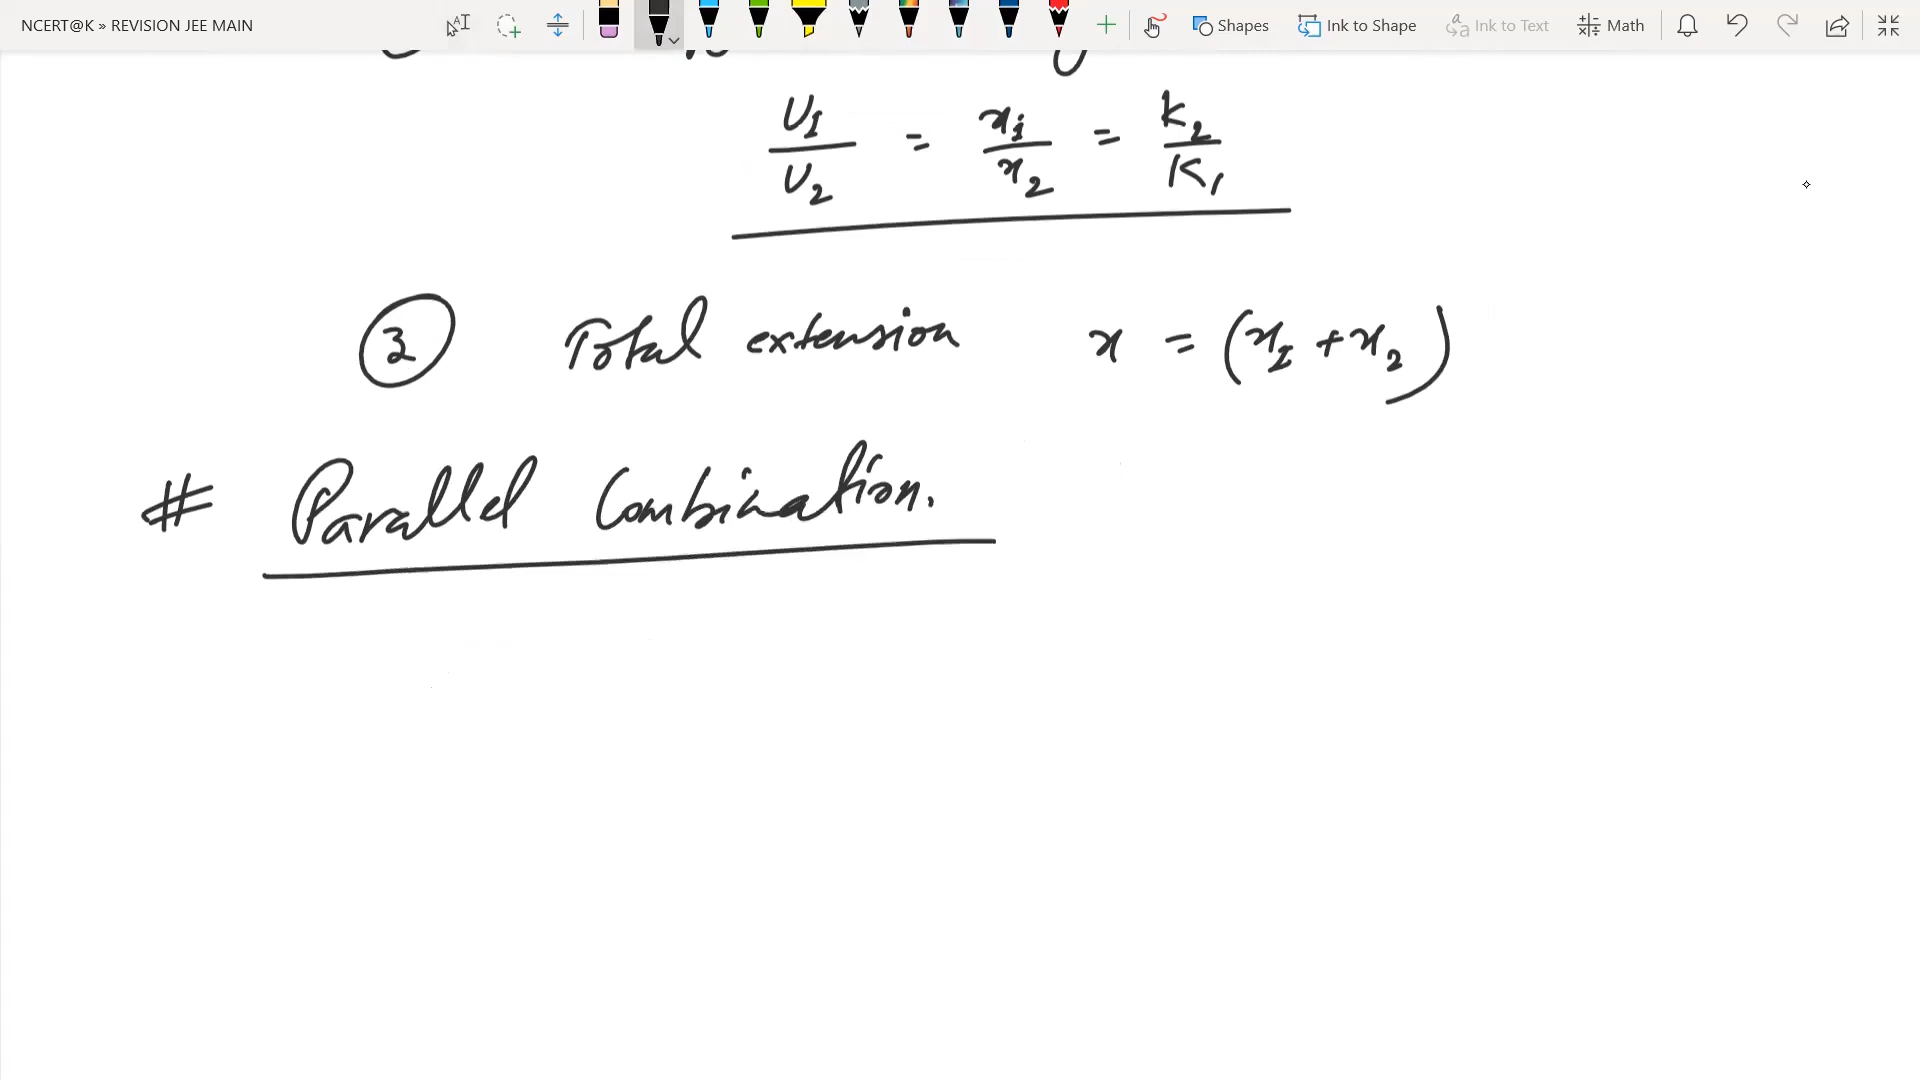 NCERT@K » REVISION JEE MAIN Shapes Ink to Shape Ink to Text Math
U1/U2 = x1/x2 = K2/K1
3 Total extension x = (x1 + x2)
# Parallel Combination.